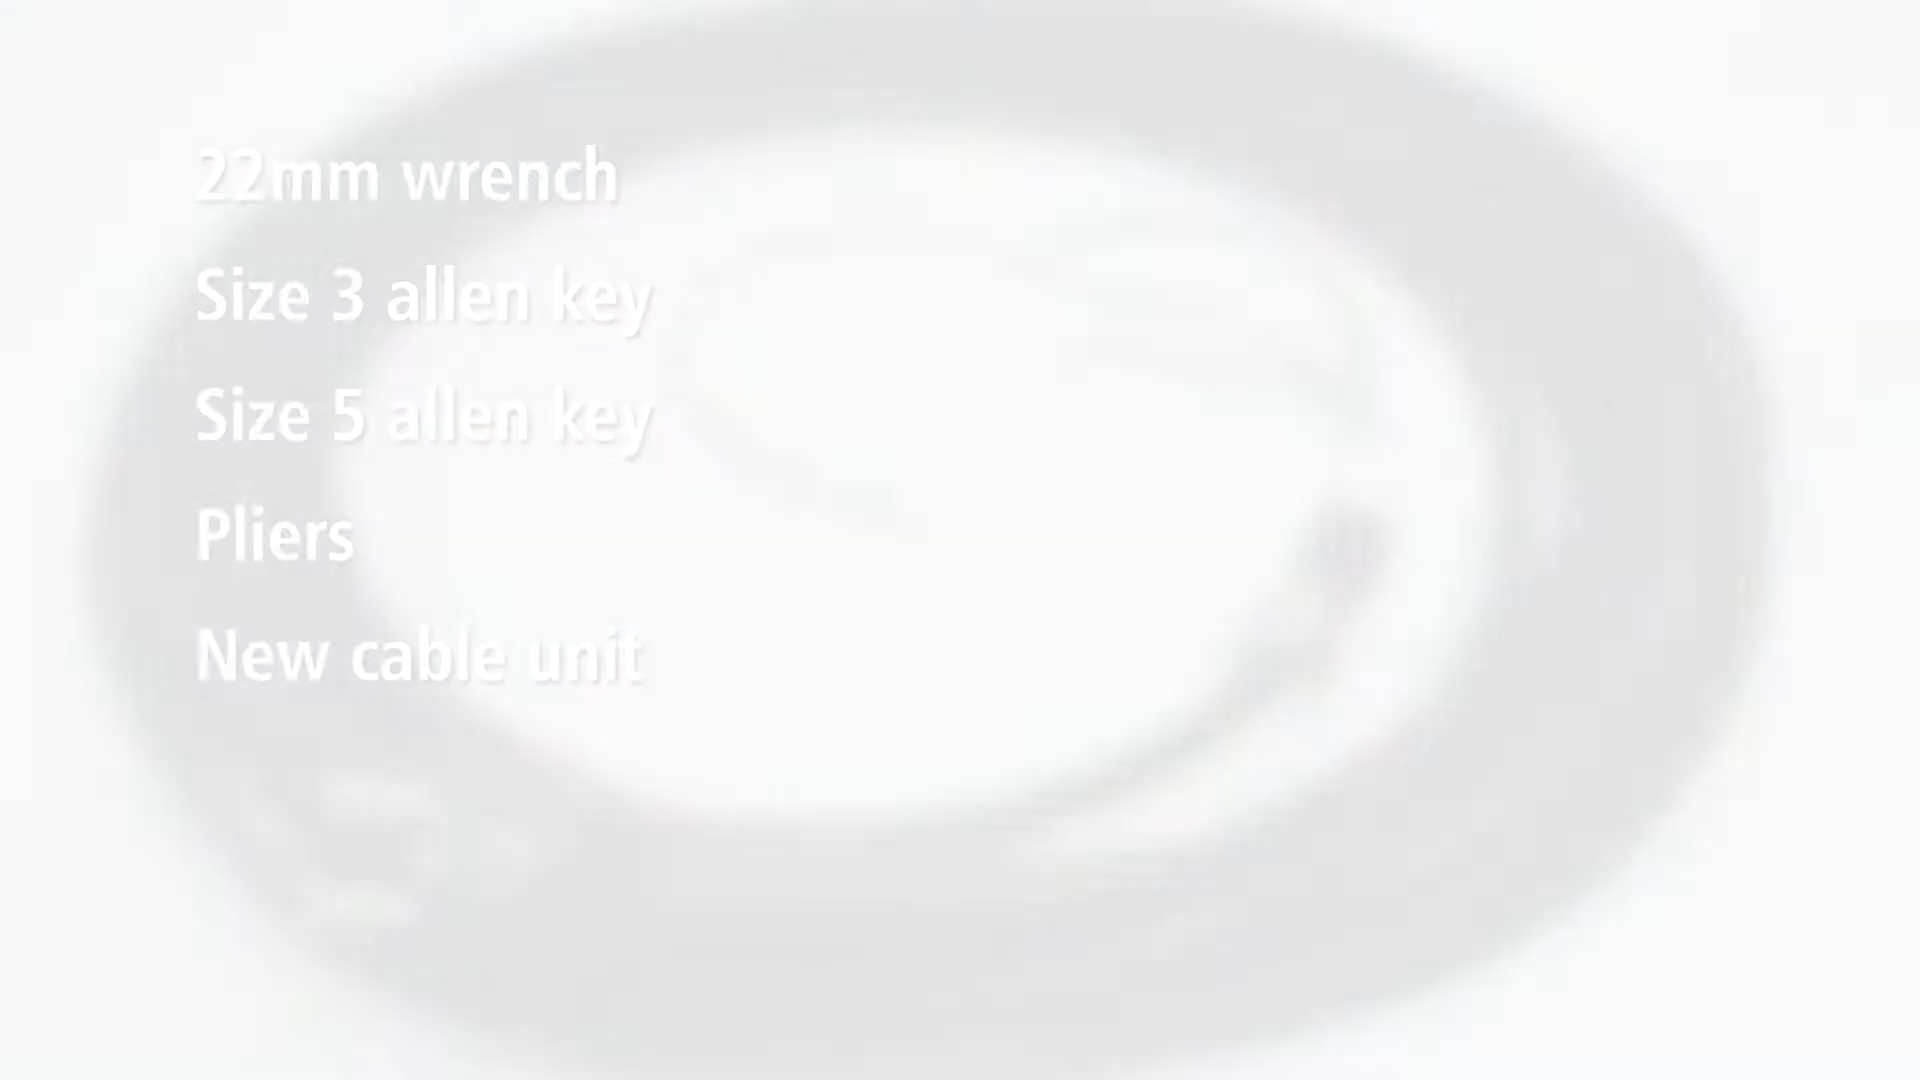 22mm wrench
Size 3 allen key
Size 5 allen key
Pliers
New cable unit